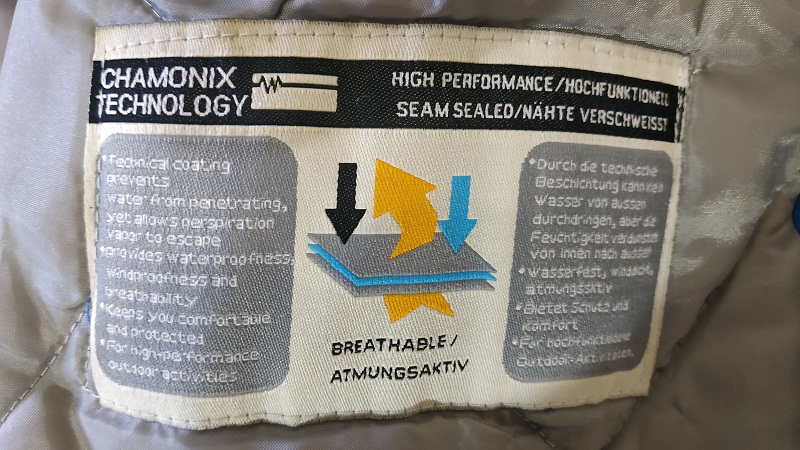 CHAMONIX
TECHNOLOGY
HIGH PERFORMANCE/HOCHFUNKTIONELL
SEAM SEALED/NÄHTE VERSCHWEISST
•Technical coating
prevents
water from penetrating,
yet allows perspiration
vapor to escape
•provides waterproofness,
windproofness and
breathability
•Keeps you comfortable
and protected
•For high-performance
outdoor activities
BREATHABLE/
ATMUNGSAKTIV
•Durch die technische
Beschichtung kann kein
Wasser von aussen
durchdringen, aber die
Feuchtigkeit verdunstet
von innen nach aussen
•Wasserfest, winddicht,
atmungsaktiv
•Bietet Schutz und
Komfort
•Für hochfunktionelle
Outdoor-Aktivitäten.